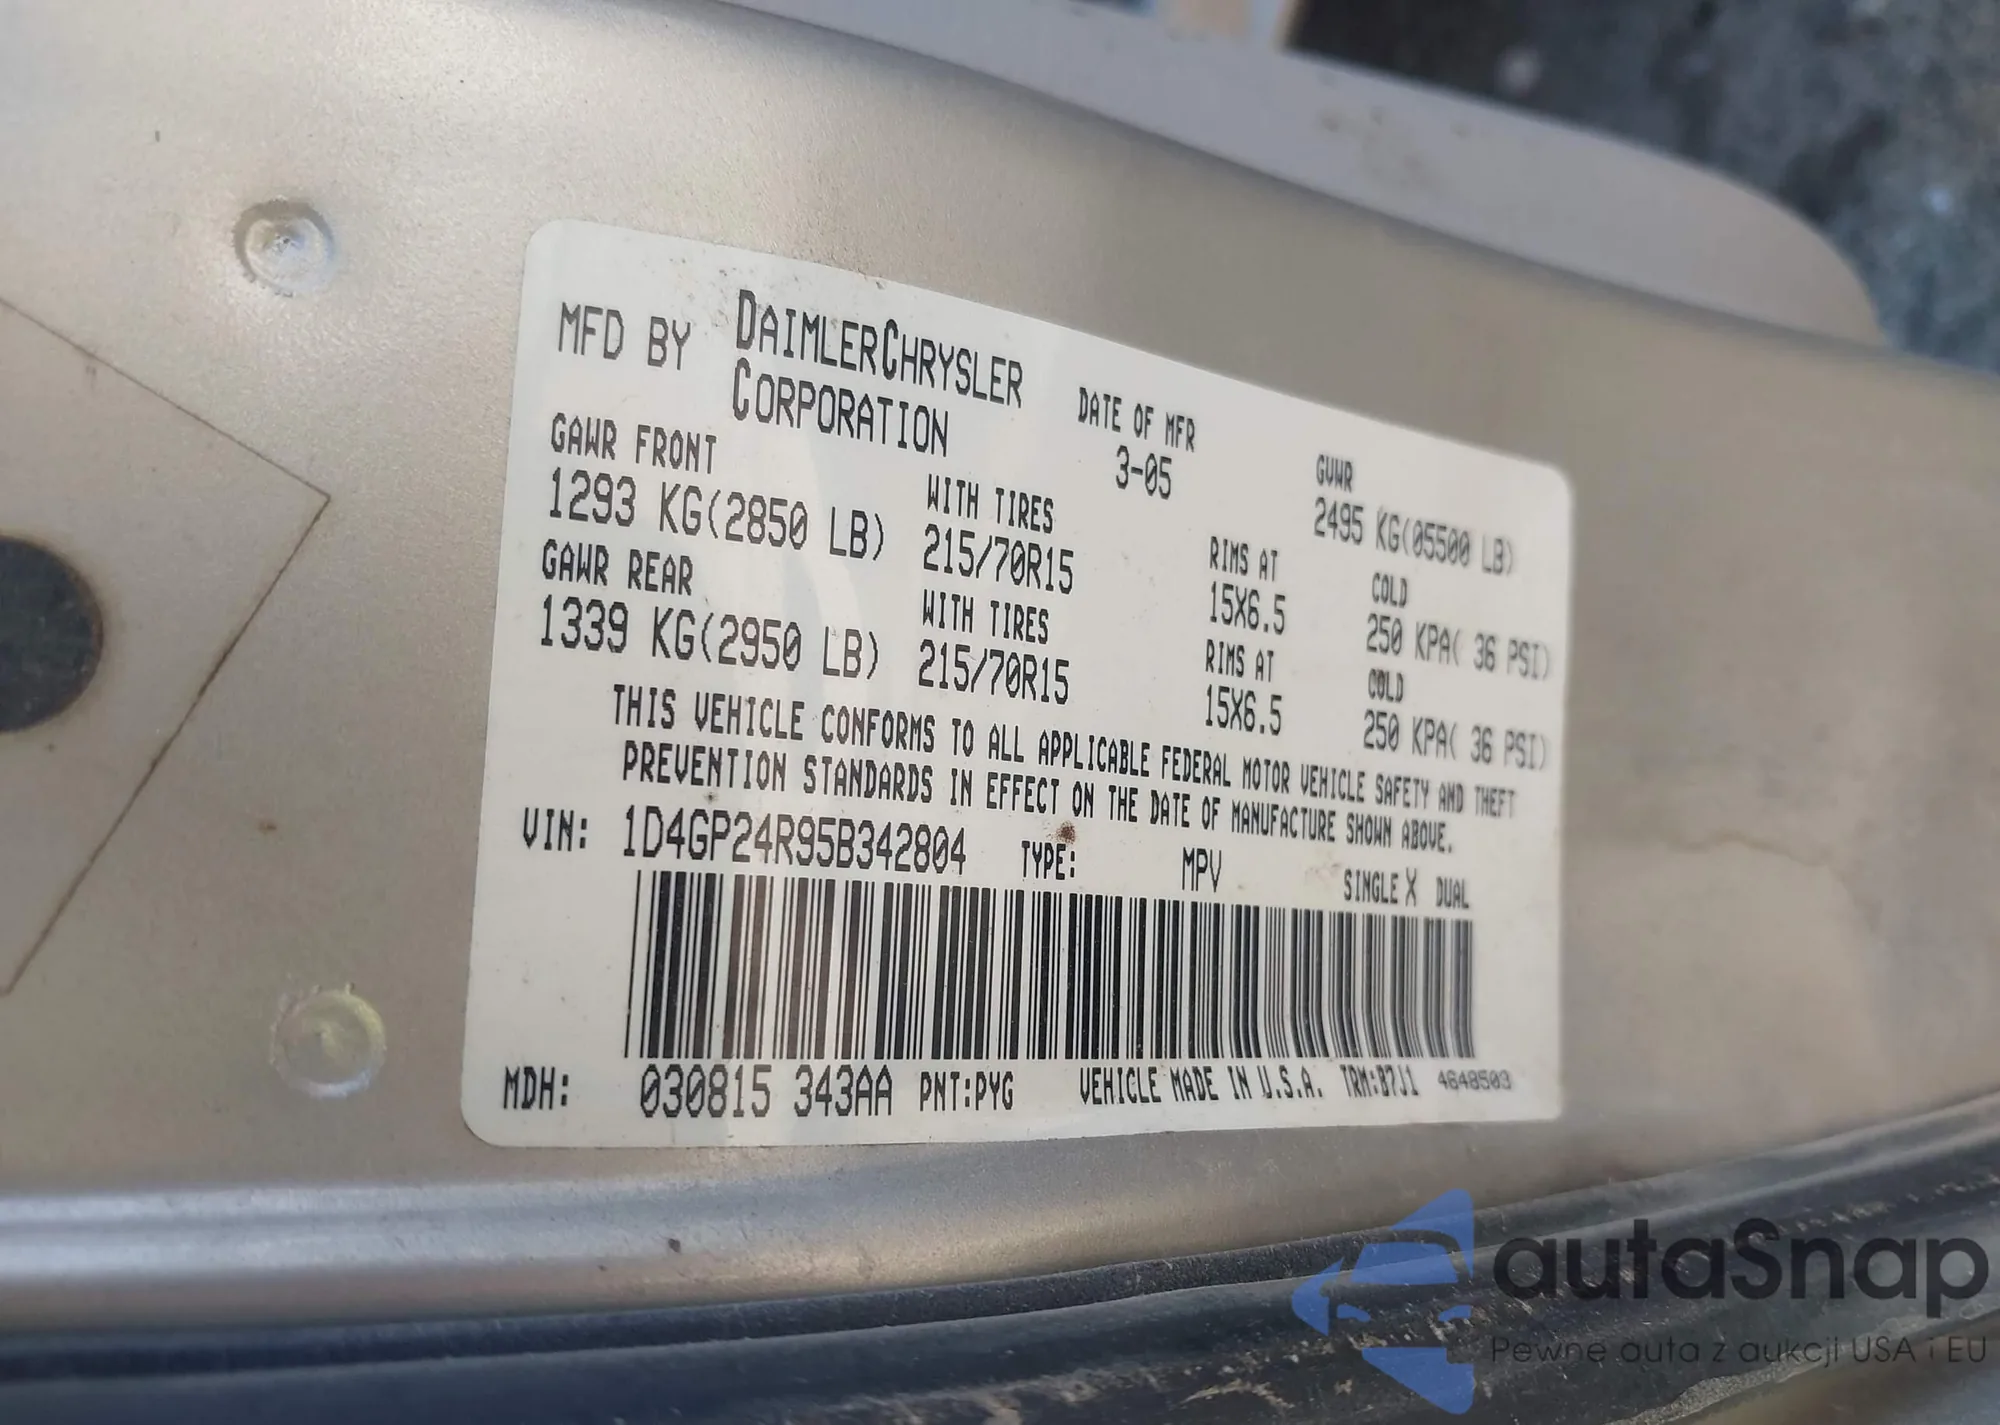 MFD BY DAIMLERCHRYSLER CORPORATION
DATE OF MFR 3-05
GVWR 2495 KG(05500 LB)
GAWR FRONT
1293 KG(2850 LB)
WITH TIRES 215/70R15
RIMS AT 15X6.5
COLD 250 KPA( 36 PSI)
GAWR REAR
1339 KG(2950 LB)
WITH TIRES 215/70R15
RIMS AT 15X6.5
COLD 250 KPA( 36 PSI)
THIS VEHICLE CONFORMS TO ALL APPLICABLE FEDERAL MOTOR VEHICLE SAFETY AND THEFT
PREVENTION STANDARDS IN EFFECT ON THE DATE OF MANUFACTURE SHOWN ABOVE.
VIN: 1D4GP24R95B342804 TYPE: MPV SINGLE X DUAL
MDH: 030815 343AA PNT:PYG VEHICLE MADE IN U.S.A. TRM:B7J1 4648503
autaSnap
Pewne auta z aukcji USA i EU